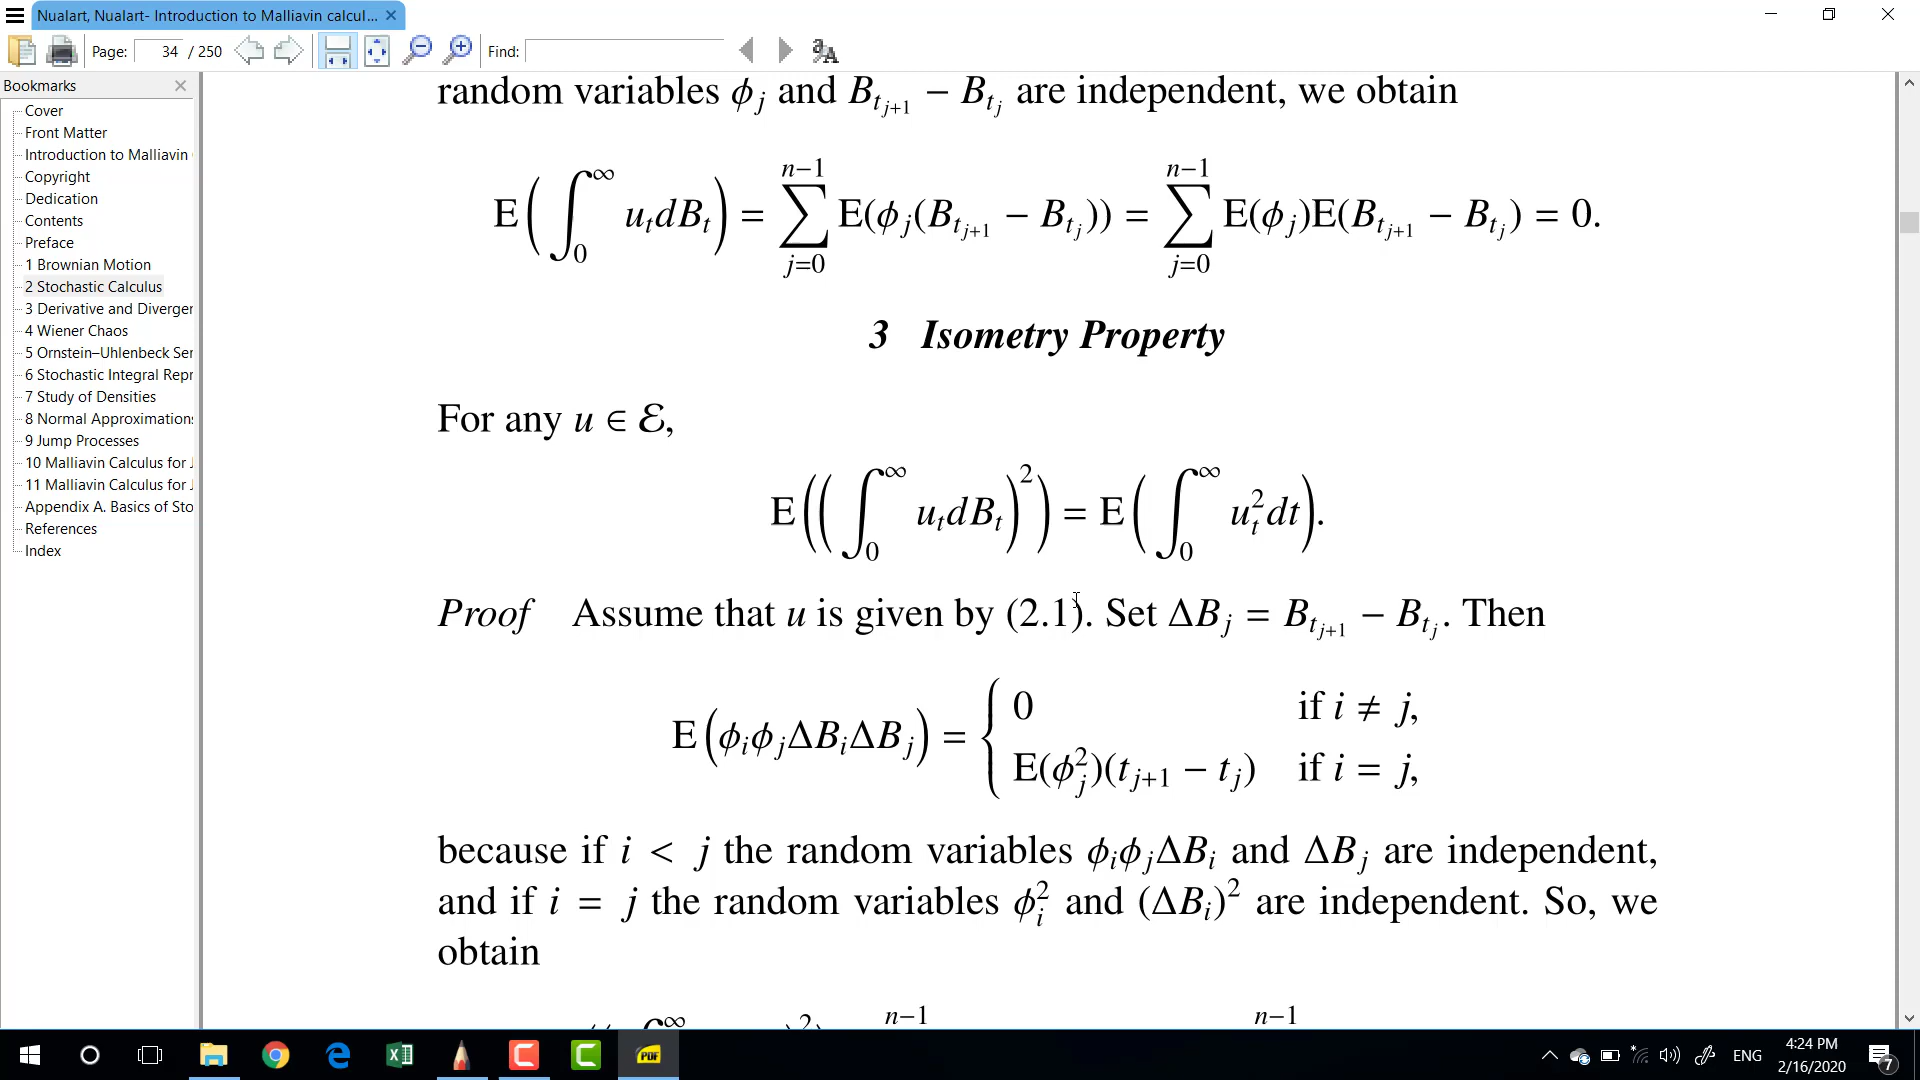 Nualart, Nualart- Introduction to Malliavin calcul...
Page: 34 / 250 Find:
Bookmarks
Cover
Front Matter
Introduction to Malliavin
Copyright
Dedication
Contents
Preface
1 Brownian Motion
2 Stochastic Calculus
3 Derivative and Diverger
4 Wiener Chaos
5 Ornstein–Uhlenbeck Ser
6 Stochastic Integral Repr
7 Study of Densities
8 Normal Approximations
9 Jump Processes
10 Malliavin Calculus for J
11 Malliavin Calculus for J
Appendix A. Basics of Sto
References
Index
random variables ϕ_j and B_{t_{j+1}} − B_{t_j} are independent, we obtain
E(∫_0^∞ u_t dB_t) = ∑_{j=0}^{n−1} E(ϕ_j(B_{t_{j+1}} − B_{t_j})) = ∑_{j=0}^{n−1} E(ϕ_j)E(B_{t_{j+1}} − B_{t_j}) = 0.
3 Isometry Property
For any u ∈ ℰ,
E((∫_0^∞ u_t dB_t)^2) = E(∫_0^∞ u_t^2 dt).
Proof Assume that u is given by (2.1). Set ΔB_j = B_{t_{j+1}} − B_{t_j}. Then
E(ϕ_iϕ_jΔB_iΔB_j) = { 0 if i ≠ j,
E(ϕ_j^2)(t_{j+1} − t_j) if i = j,
because if i < j the random variables ϕ_iϕ_jΔB_i and ΔB_j are independent,
and if i = j the random variables ϕ_i^2 and (ΔB_i)^2 are independent. So, we
obtain
n−1 n−1
PDF
ENG
4:24 PM
2/16/2020
7